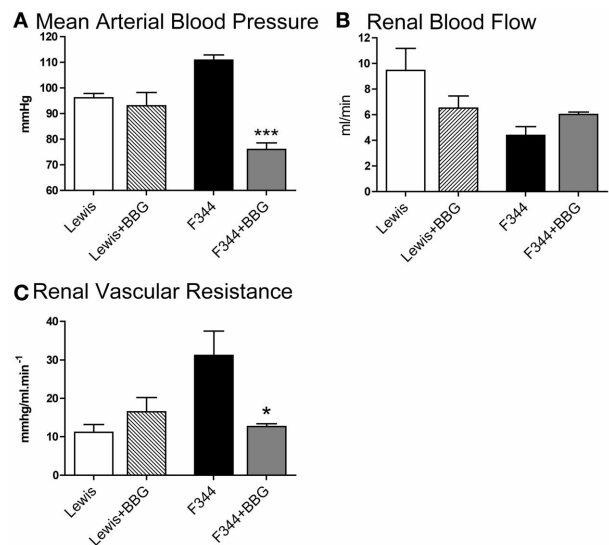 A Mean Arterial Blood Pressure
120
110
100
90
80
70
60
mmHg
***
Lewis
Lewis+BBG
F344
F344+BBG
B Renal Blood Flow
12
10
8
6
4
2
0
ml/min
Lewis
Lewis+BBG
F344
F344+BBG
C Renal Vascular Resistance
40
30
20
10
0
mmhg/ml.min⁻¹
*
Lewis
Lewis+BBG
F344
F344+BBG